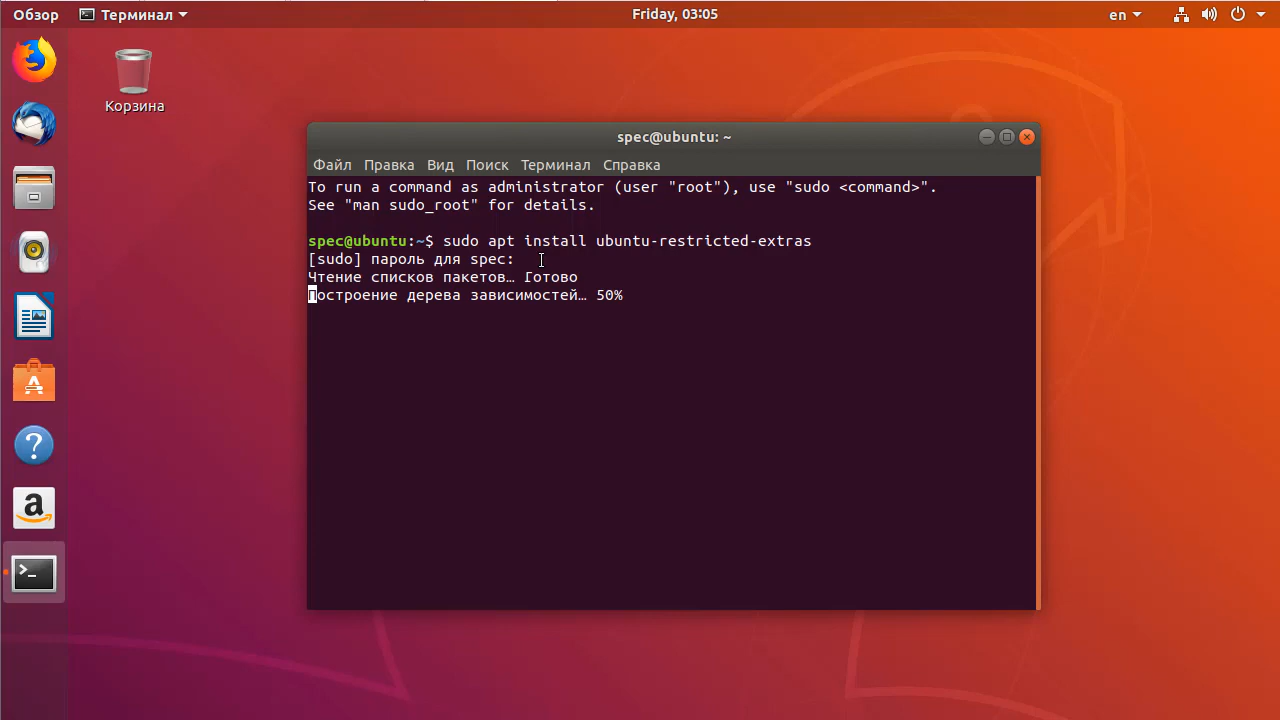 Обзор
Терминал
Friday, 03:05
en
Корзина
spec@ubuntu: ~
Файл Правка Вид Поиск Терминал Справка
To run a command as administrator (user "root"), use "sudo <command>".
See "man sudo_root" for details.
spec@ubuntu:~$ sudo apt install ubuntu-restricted-extras
[sudo] пароль для spec:
Чтение списков пакетов… Готово
Построение дерева зависимостей… 50%